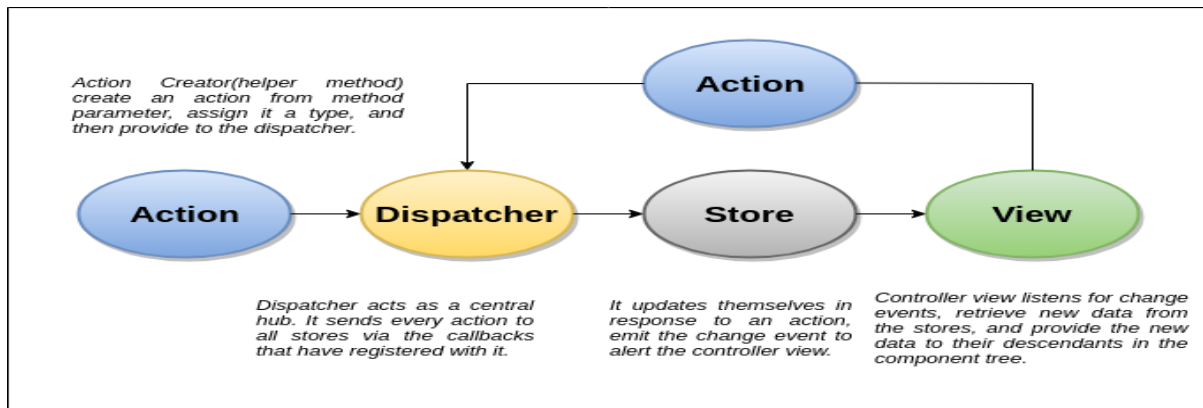 Action Creator(helper method)
create an action from method
parameter, assign it a type, and
then provide to the dispatcher.
Action
Action
Dispatcher
Store
View
Dispatcher acts as a central
hub. It sends every action to
all stores via the callbacks
that have registered with it.
It updates themselves in
response to an action,
emit the change event to
alert the controller view.
Controller view listens for change
events, retrieve new data from
the stores, and provide the new
data to their descendants in the
component tree.